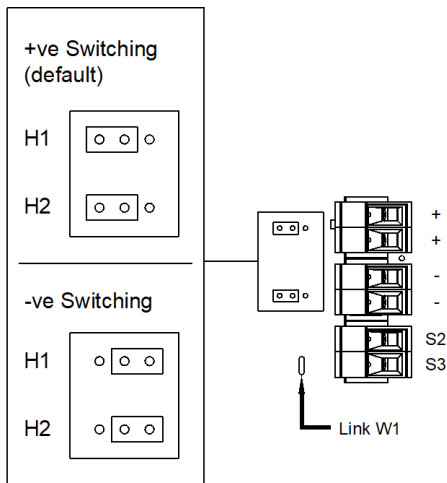 +ve Switching
(default)
H1
H2
-ve Switching
H1
H2
+
+
-
-
S2
S3
Link W1